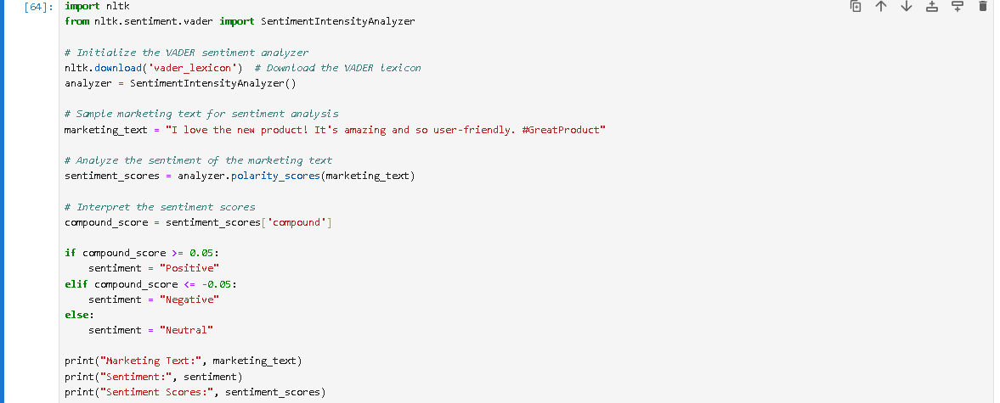 [64]: import nltk
from nltk.sentiment.vader import SentimentIntensityAnalyzer

# Initialize the VADER sentiment analyzer
nltk.download('vader_lexicon')  # Download the VADER lexicon
analyzer = SentimentIntensityAnalyzer()

# Sample marketing text for sentiment analysis
marketing_text = "I love the new product! It's amazing and so user-friendly. #GreatProduct"

# Analyze the sentiment of the marketing text
sentiment_scores = analyzer.polarity_scores(marketing_text)

# Interpret the sentiment scores
compound_score = sentiment_scores['compound']

if compound_score >= 0.05:
    sentiment = "Positive"
elif compound_score <= -0.05:
    sentiment = "Negative"
else:
    sentiment = "Neutral"

print("Marketing Text:", marketing_text)
print("Sentiment:", sentiment)
print("Sentiment Scores:", sentiment_scores)